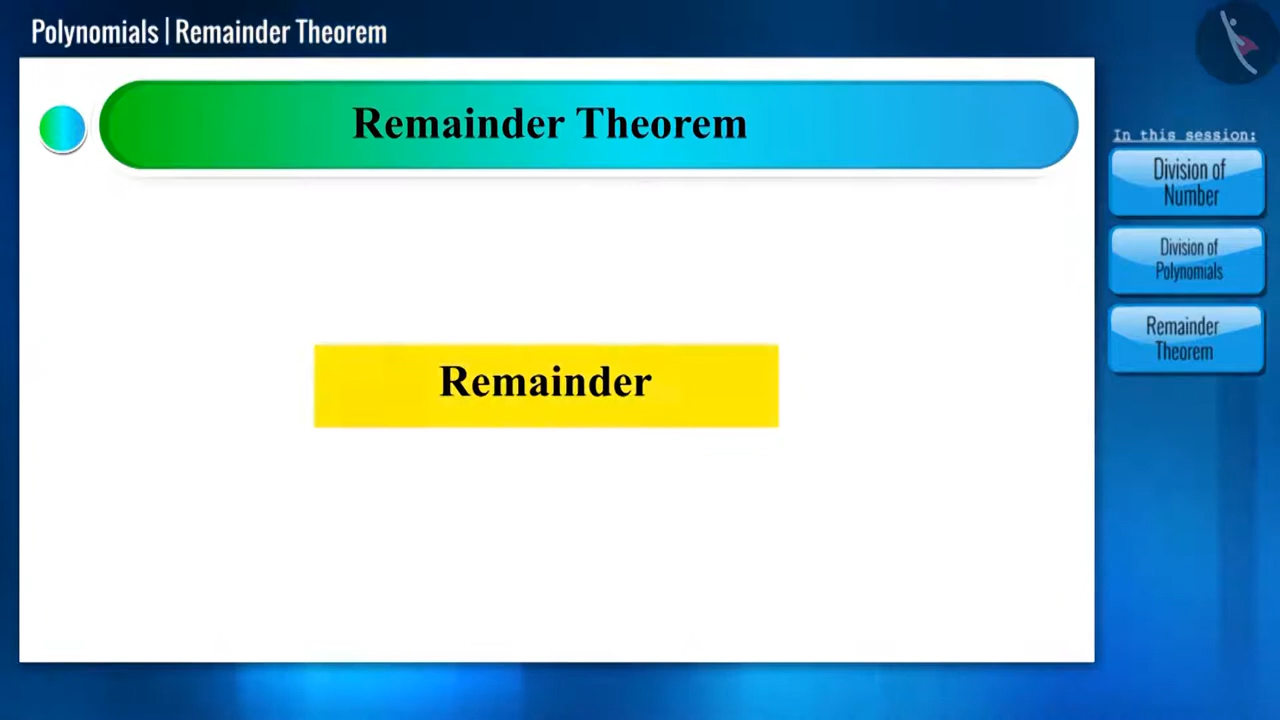 Polynomials | Remainder Theorem
Remainder Theorem
Remainder
In this session:
Division of
Number
Division of
Polynomials
Remainder
Theorem